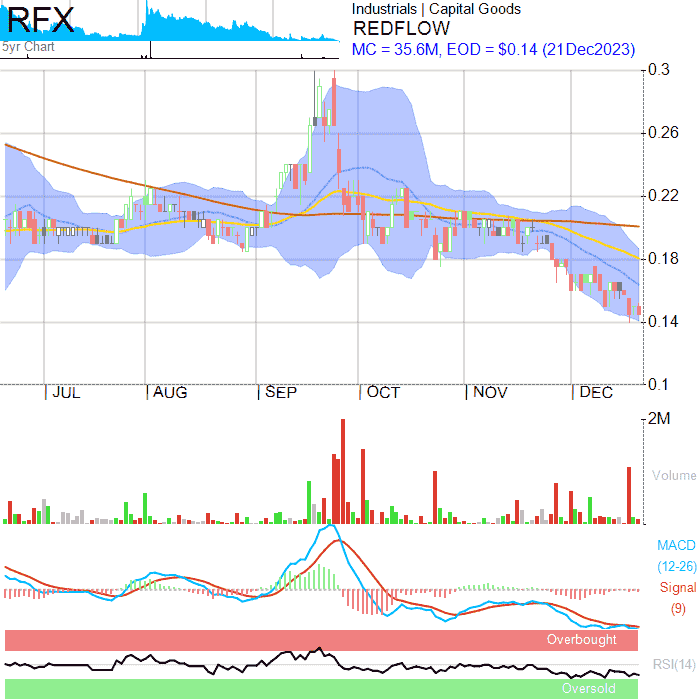 RFX
5yr Chart
Industrials | Capital Goods
REDFLOW
MC = 35.6M, EOD = $0.14 (21Dec2023)
0.3
0.26
0.22
0.18
0.14
0.1
JUL AUG SEP OCT NOV DEC
2M
Volume
MACD
(12-26)
Signal
(9)
Overbought
RSI(14)
Oversold